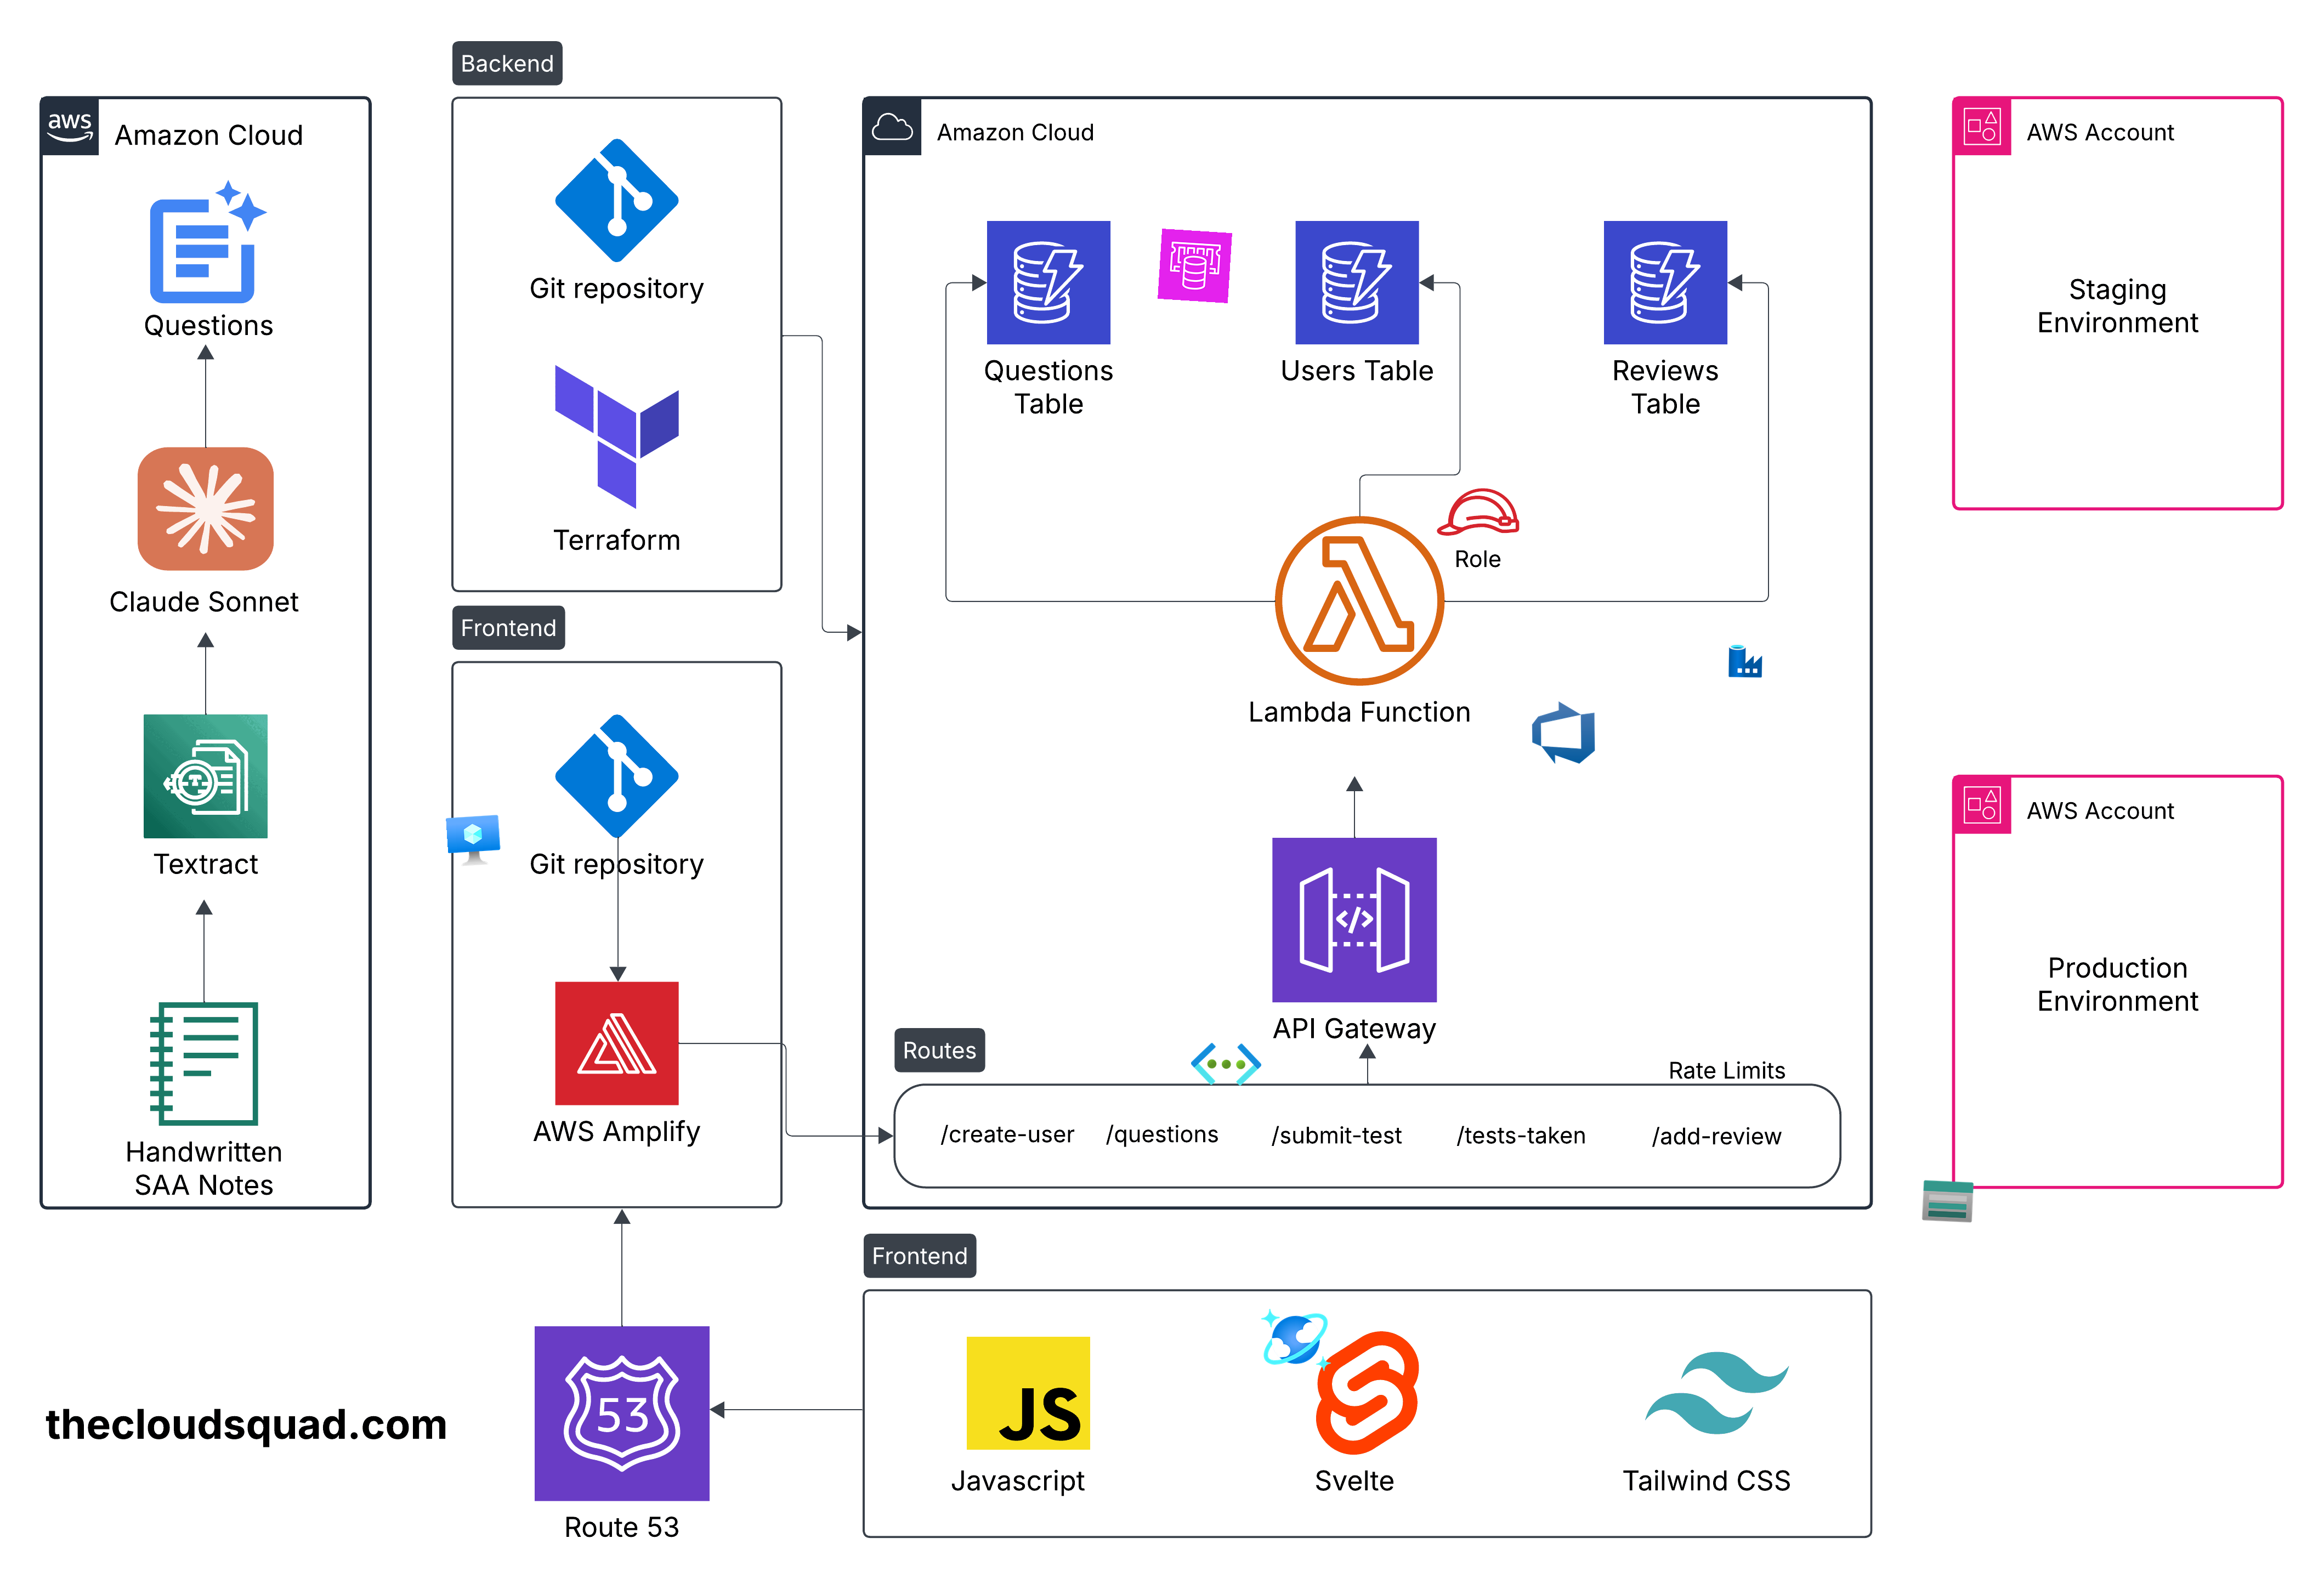 Backend
aws
Amazon Cloud
Questions
Claude Sonnet
Textract
Handwritten
SAA Notes
Git repository
Terraform
Frontend
Git repository
AWS Amplify
Amazon Cloud
Questions
Table
Users Table
Reviews
Table
Role
Lambda Function
API Gateway
Routes
Rate Limits
/create-user
/questions
/submit-test
/tests-taken
/add-review
AWS Account
Staging
Environment
AWS Account
Production
Environment
Frontend
JS
Javascript
Svelte
Tailwind CSS
53
Route 53
thecloudsquad.com